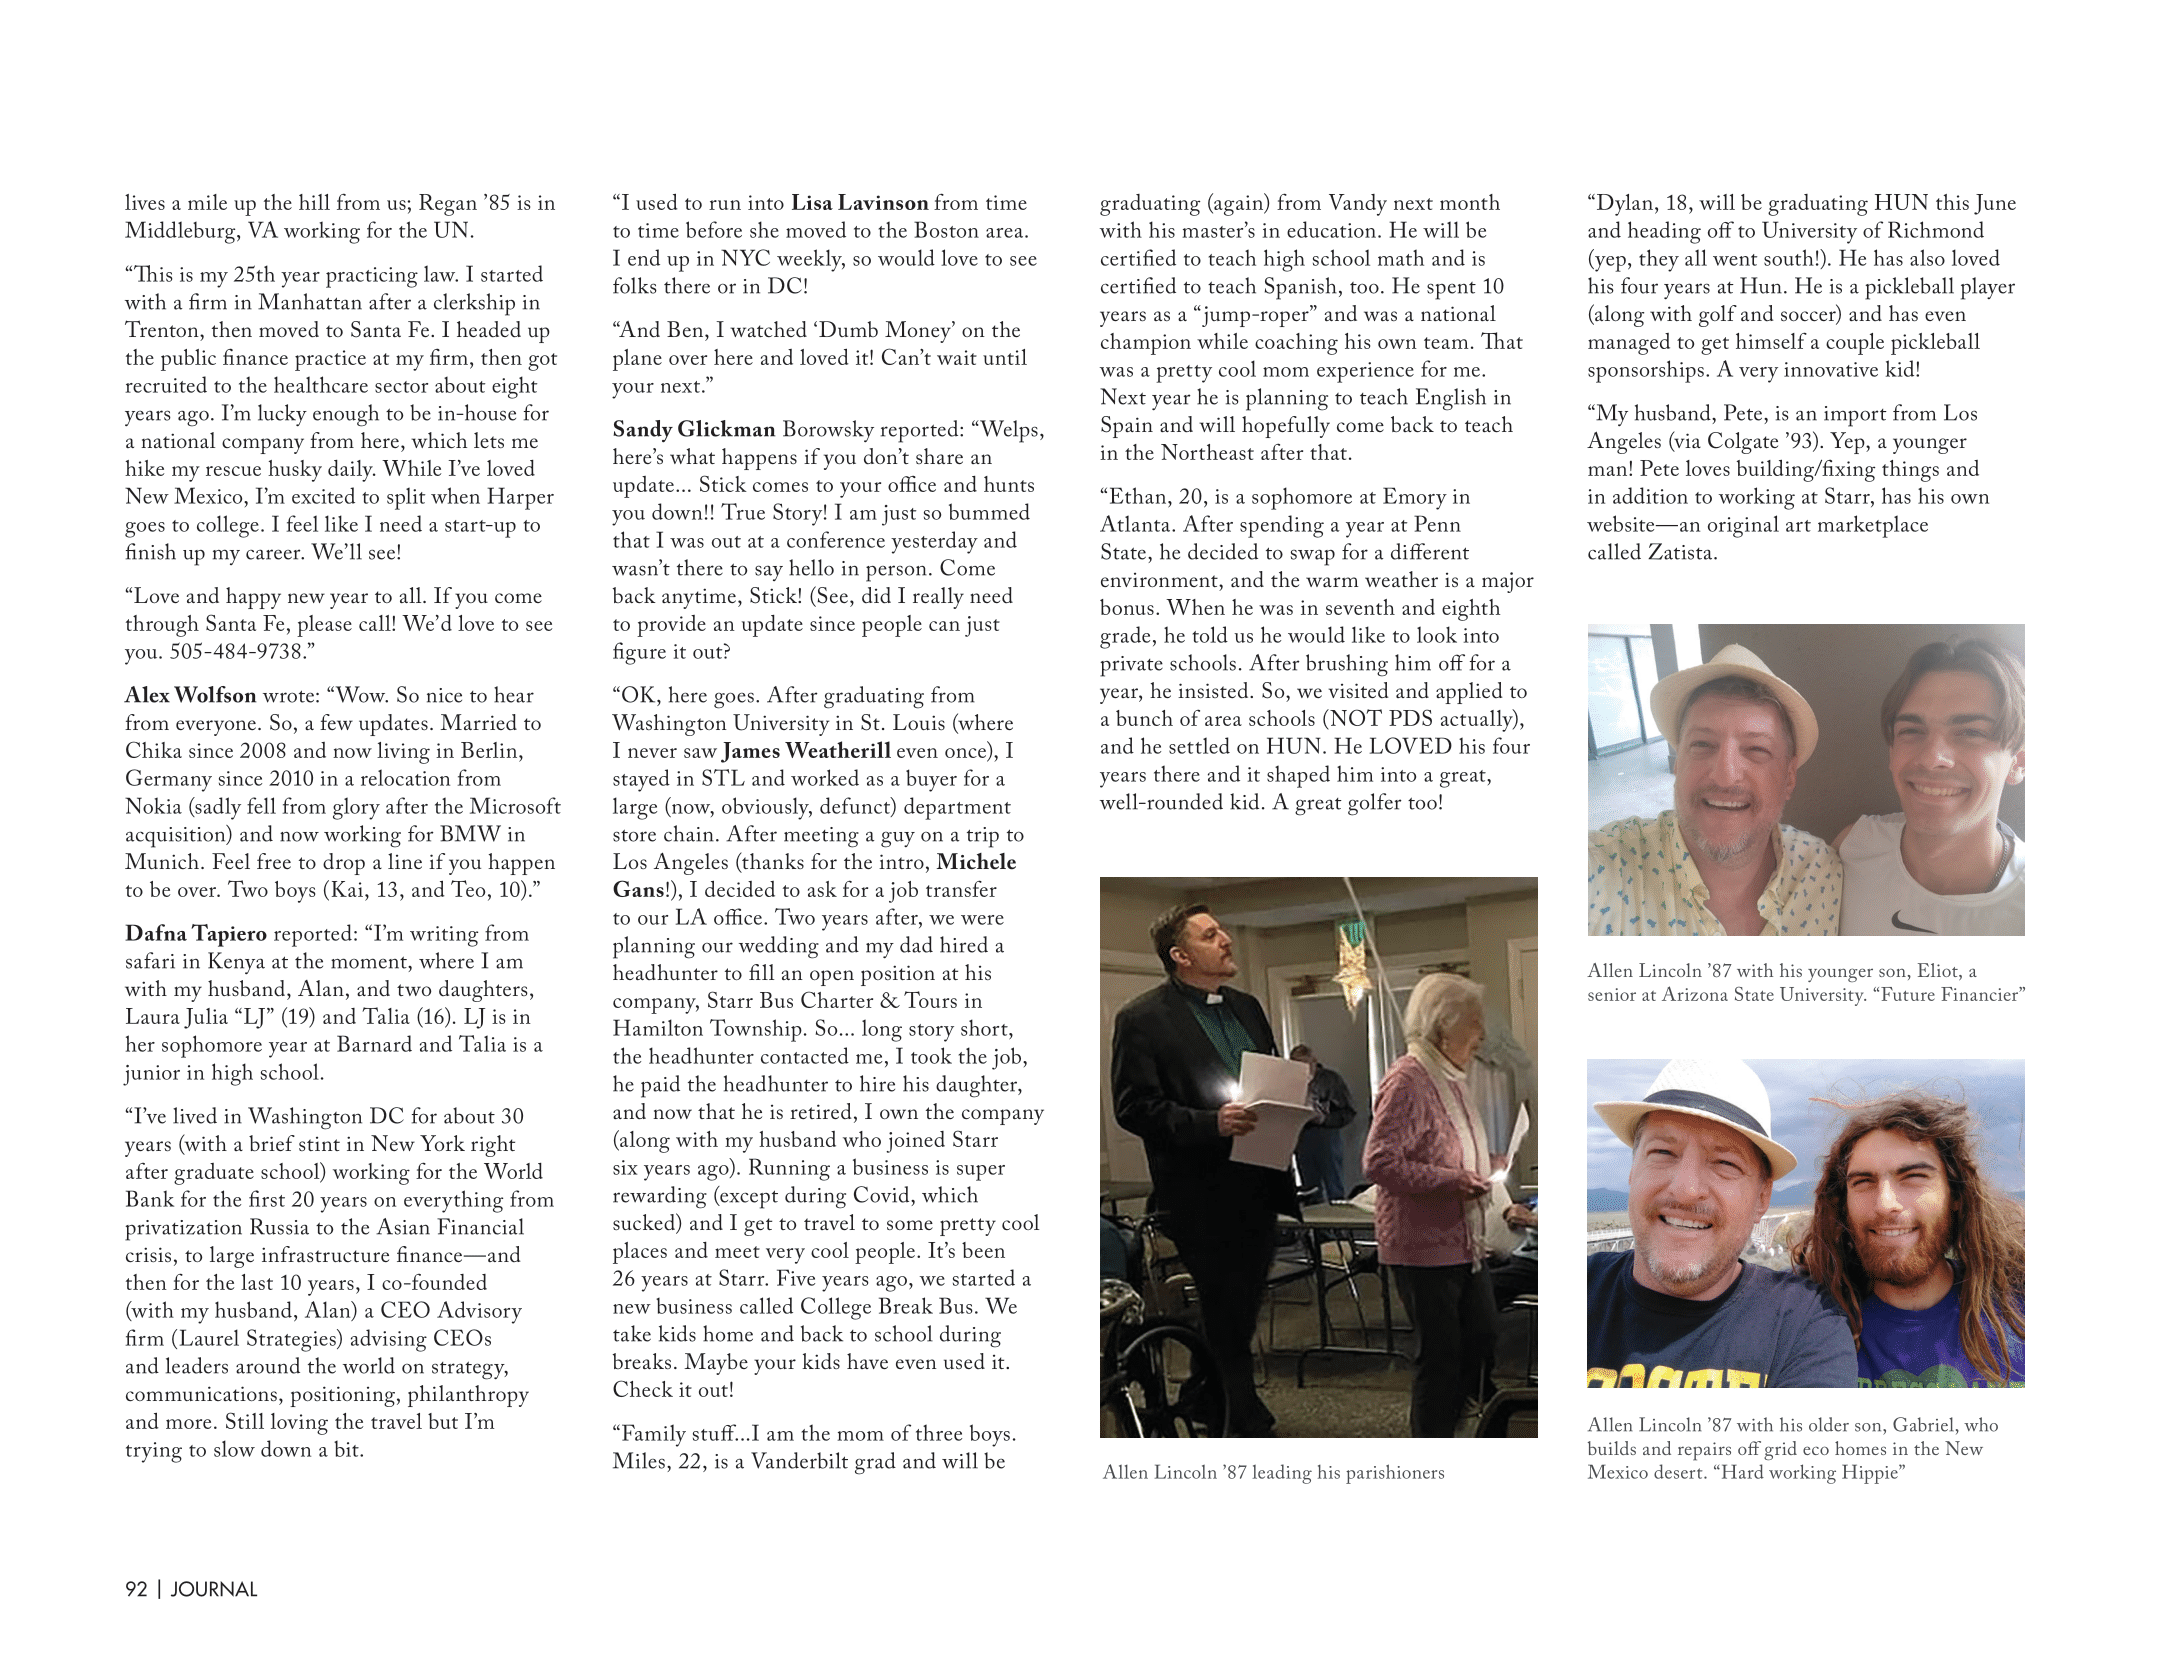 lives a mile up the hill from us; Regan ’85 is in
Middleburg, VA working for the UN.
“This is my 25th year practicing law. I started
with a firm in Manhattan after a clerkship in
Trenton, then moved to Santa Fe. I headed up
the public finance practice at my firm, then got
recruited to the healthcare sector about eight
years ago. I’m lucky enough to be in-house for
a national company from here, which lets me
hike my rescue husky daily. While I’ve loved
New Mexico, I’m excited to split when Harper
goes to college. I feel like I need a start-up to
finish up my career. We’ll see!
“Love and happy new year to all. If you come
through Santa Fe, please call! We’d love to see
you. 505-484-9738.”
Alex Wolfson wrote: “Wow. So nice to hear
from everyone. So, a few updates. Married to
Chika since 2008 and now living in Berlin,
Germany since 2010 in a relocation from
Nokia (sadly fell from glory after the Microsoft
acquisition) and now working for BMW in
Munich. Feel free to drop a line if you happen
to be over. Two boys (Kai, 13, and Teo, 10).”
Dafna Tapiero reported: “I’m writing from
safari in Kenya at the moment, where I am
with my husband, Alan, and two daughters,
Laura Julia “LJ” (19) and Talia (16). LJ is in
her sophomore year at Barnard and Talia is a
junior in high school.
“I’ve lived in Washington DC for about 30
years (with a brief stint in New York right
after graduate school) working for the World
Bank for the first 20 years on everything from
privatization Russia to the Asian Financial
crisis, to large infrastructure finance—and
then for the last 10 years, I co-founded
(with my husband, Alan) a CEO Advisory
firm (Laurel Strategies) advising CEOs
and leaders around the world on strategy,
communications, positioning, philanthropy
and more. Still loving the travel but I’m
trying to slow down a bit.
“I used to run into Lisa Lavinson from time
to time before she moved to the Boston area.
I end up in NYC weekly, so would love to see
folks there or in DC!
“And Ben, I watched ‘Dumb Money’ on the
plane over here and loved it! Can’t wait until
your next.”
Sandy Glickman Borowsky reported: “Welps,
here’s what happens if you don’t share an
update... Stick comes to your office and hunts
you down!! True Story! I am just so bummed
that I was out at a conference yesterday and
wasn’t there to say hello in person. Come
back anytime, Stick! (See, did I really need
to provide an update since people can just
figure it out?
“OK, here goes. After graduating from
Washington University in St. Louis (where
I never saw James Weatherill even once), I
stayed in STL and worked as a buyer for a
large (now, obviously, defunct) department
store chain. After meeting a guy on a trip to
Los Angeles (thanks for the intro, Michele
Gans!), I decided to ask for a job transfer
to our LA office. Two years after, we were
planning our wedding and my dad hired a
headhunter to fill an open position at his
company, Starr Bus Charter & Tours in
Hamilton Township. So... long story short,
the headhunter contacted me, I took the job,
he paid the headhunter to hire his daughter,
and now that he is retired, I own the company
(along with my husband who joined Starr
six years ago). Running a business is super
rewarding (except during Covid, which
sucked) and I get to travel to some pretty cool
places and meet very cool people. It’s been
26 years at Starr. Five years ago, we started a
new business called College Break Bus. We
take kids home and back to school during
breaks. Maybe your kids have even used it.
Check it out!
“Family stuff...I am the mom of three boys.
Miles, 22, is a Vanderbilt grad and will be
graduating (again) from Vandy next month
with his master’s in education. He will be
certified to teach high school math and is
certified to teach Spanish, too. He spent 10
years as a “jump-roper” and was a national
champion while coaching his own team. That
was a pretty cool mom experience for me.
Next year he is planning to teach English in
Spain and will hopefully come back to teach
in the Northeast after that.
“Ethan, 20, is a sophomore at Emory in
Atlanta. After spending a year at Penn
State, he decided to swap for a different
environment, and the warm weather is a major
bonus. When he was in seventh and eighth
grade, he told us he would like to look into
private schools. After brushing him off for a
year, he insisted. So, we visited and applied to
a bunch of area schools (NOT PDS actually),
and he settled on HUN. He LOVED his four
years there and it shaped him into a great,
well-rounded kid. A great golfer too!
Allen Lincoln ’87 leading his parishioners
“Dylan, 18, will be graduating HUN this June
and heading off to University of Richmond
(yep, they all went south!). He has also loved
his four years at Hun. He is a pickleball player
(along with golf and soccer) and has even
managed to get himself a couple pickleball
sponsorships. A very innovative kid!
“My husband, Pete, is an import from Los
Angeles (via Colgate ’93). Yep, a younger
man! Pete loves building/fixing things and
in addition to working at Starr, has his own
website—an original art marketplace
called Zatista.
Allen Lincoln ’87 with his younger son, Eliot, a
senior at Arizona State University. “Future Financier”
Allen Lincoln ’87 with his older son, Gabriel, who
builds and repairs off grid eco homes in the New
Mexico desert. “Hard working Hippie”
92 | JOURNAL